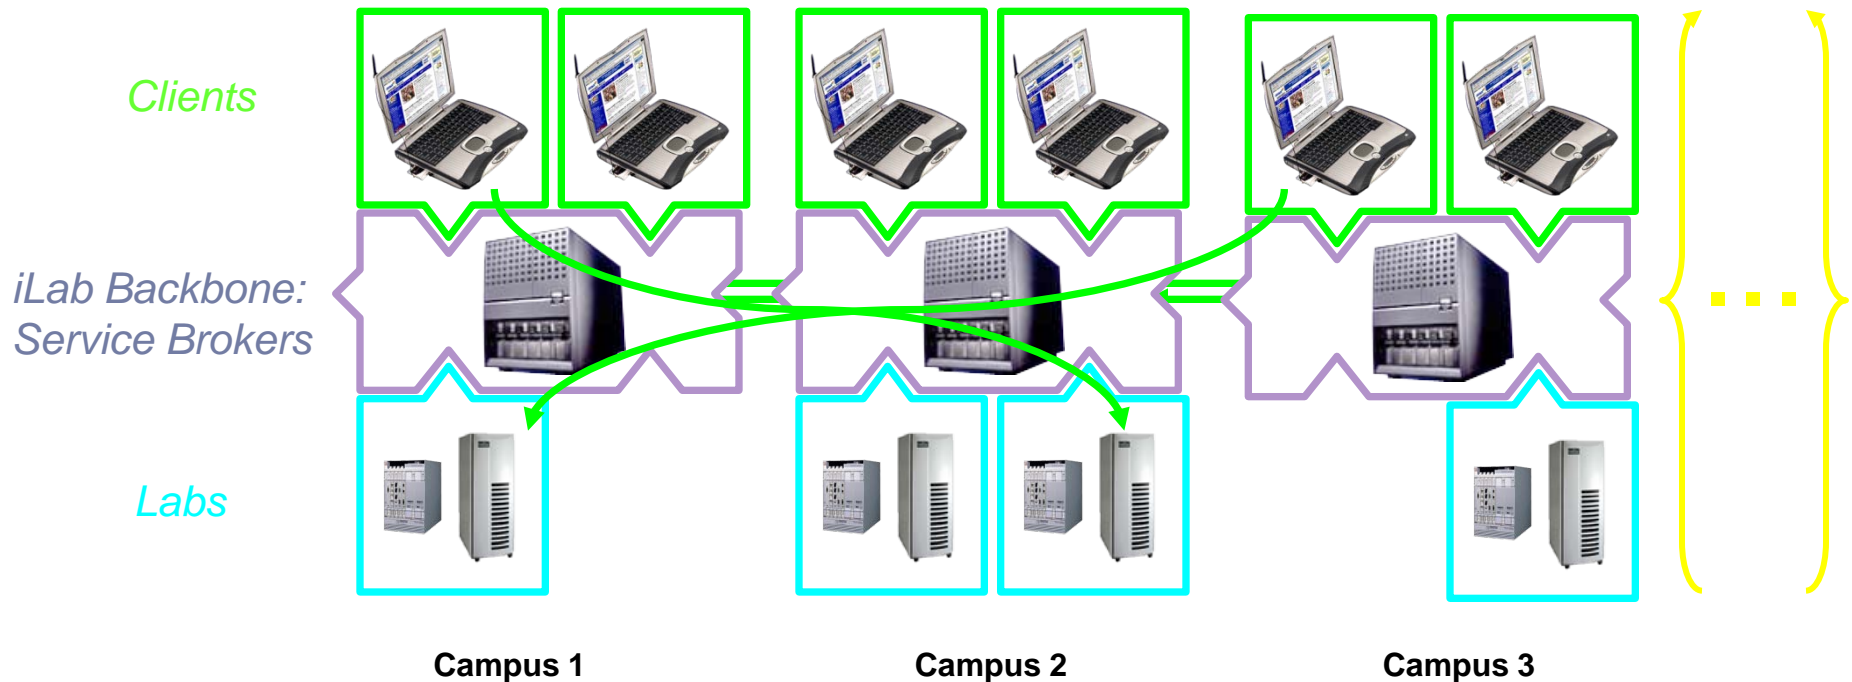 Clients
iLab Backbone:
Service Brokers
Labs
Campus 1
Campus 2
Campus 3